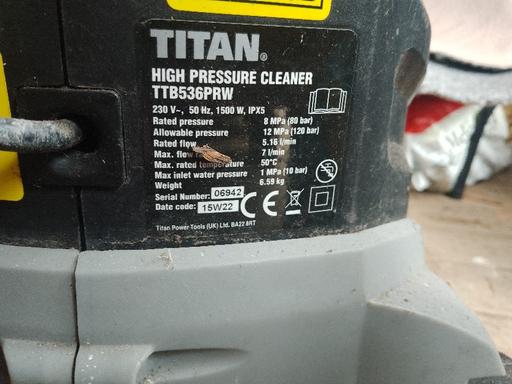 TITAN®
HIGH PRESSURE CLEANER
TTB536PRW
230 V~, 50 Hz, 1500 W, IPX5
Rated pressure 8 MPa (80 bar)
Allowable pressure 12 MPa (120 bar)
Rated flow 5.16 l/min
Max. flow 7 l/min
Max. rated temperature 50°C
Max inlet water pressure 1 MPa (10 bar)
Weight 6.59 kg
Serial Number: 06942
Date code: 15W22
CE
Titan Power Tools (UK) Ltd. BA22 8RT